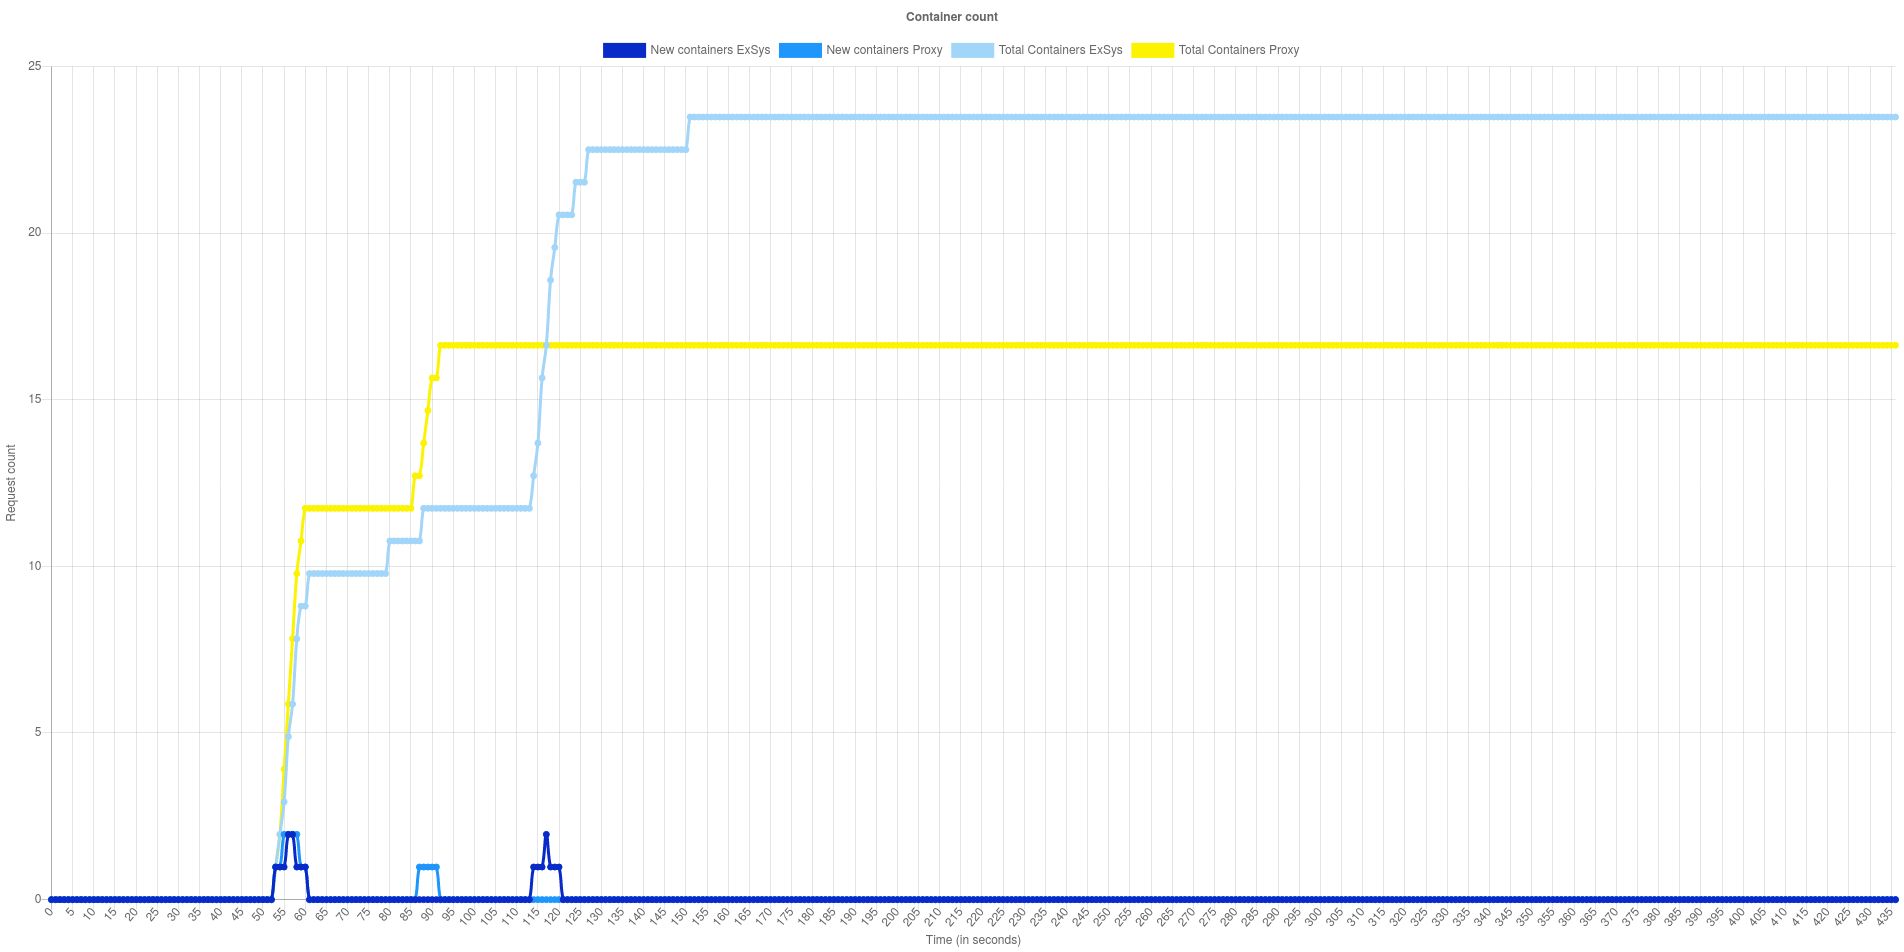 Container count
New containers ExSys New containers Proxy Total Containers ExSys Total Containers Proxy
25
20
15
10
5
0
Request count
0 5 10 15 20 25 30 35 40 45 50 55 60 65 70 75 80 85 90 95 100 105 110 115 120 125 130 135 140 145 150 155 160 165 170 175 180 185 190 195 200 205 210 215 220 225 230 235 240 245 250 255 260 265 270 275 280 285 290 295 300 305 310 315 320 325 330 335 340 345 350 355 360 365 370 375 380 385 390 395 400 405 410 415 420 425 430 435
Time (in seconds)